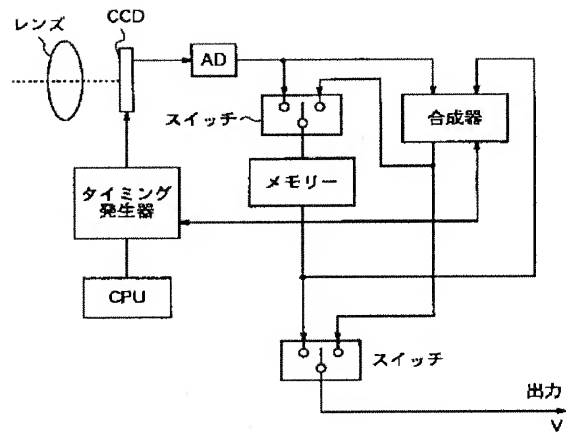 レンズ
CCD
AD
スイッチ
合成器
メモリー
タイミング
発生器
CPU
スイッチ
出力
V